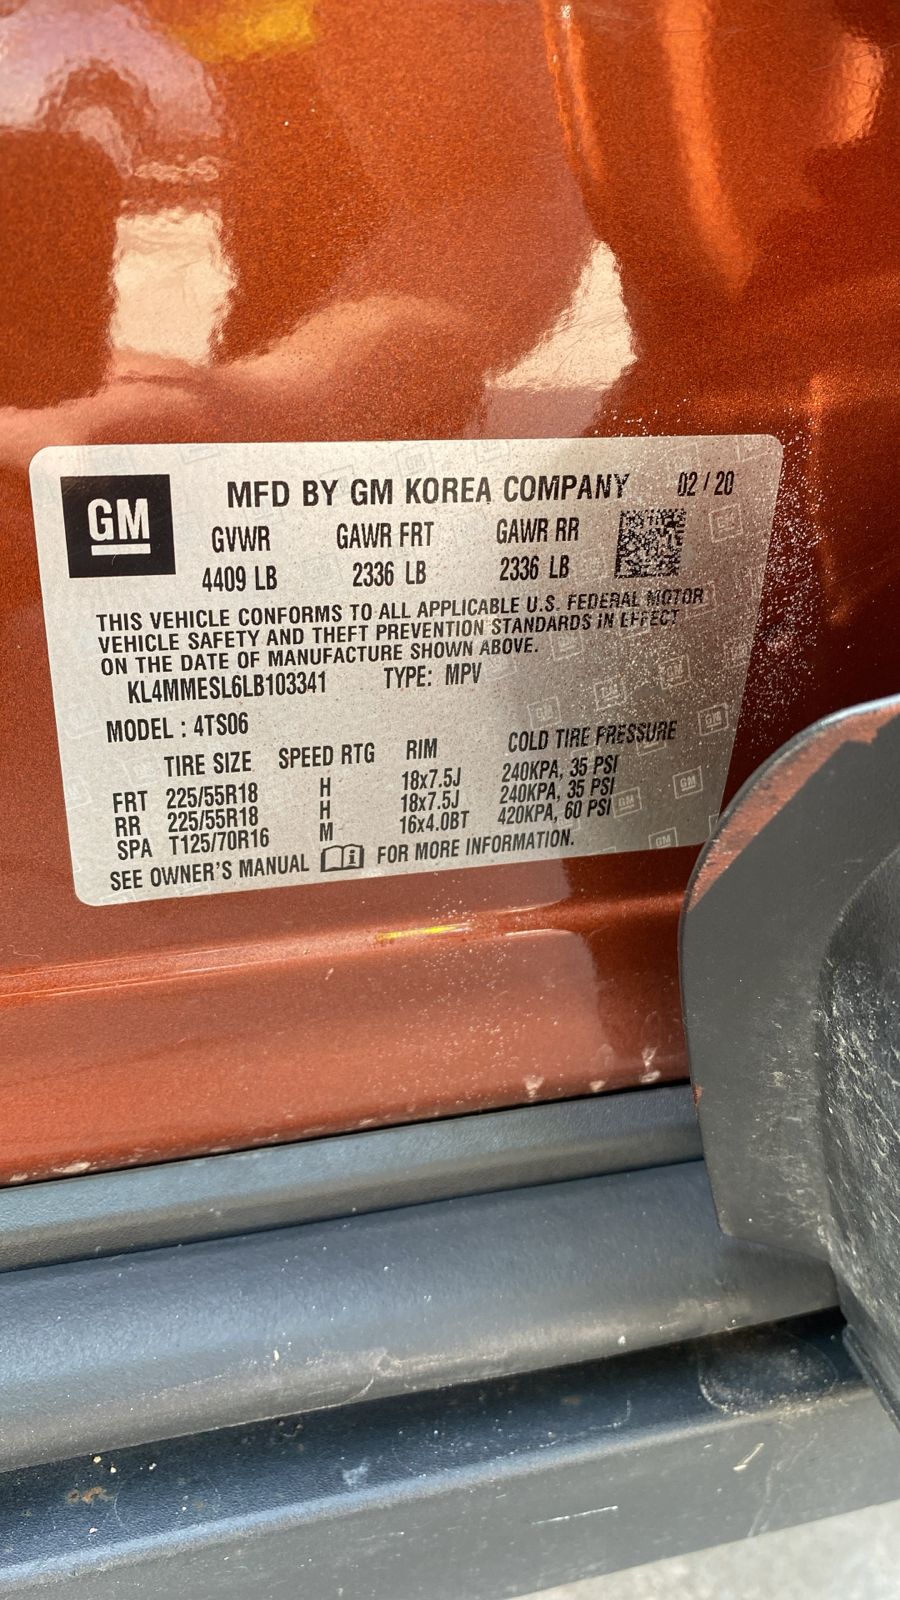 GM
MFD BY GM KOREA COMPANY 02 / 20
GVWR GAWR FRT GAWR RR
4409 LB 2336 LB 2336 LB
THIS VEHICLE CONFORMS TO ALL APPLICABLE U.S. FEDERAL MOTOR
VEHICLE SAFETY AND THEFT PREVENTION STANDARDS IN EFFECT
ON THE DATE OF MANUFACTURE SHOWN ABOVE.
KL4MMESL6LB103341 TYPE: MPV
MODEL : 4TS06
TIRE SIZE SPEED RTG RIM COLD TIRE PRESSURE
FRT 225/55R18 H 18x7.5J 240KPA, 35 PSI
RR 225/55R18 H 18x7.5J 240KPA, 35 PSI
SPA T125/70R16 M 16x4.0BT 420KPA, 60 PSI
SEE OWNER'S MANUAL FOR MORE INFORMATION.